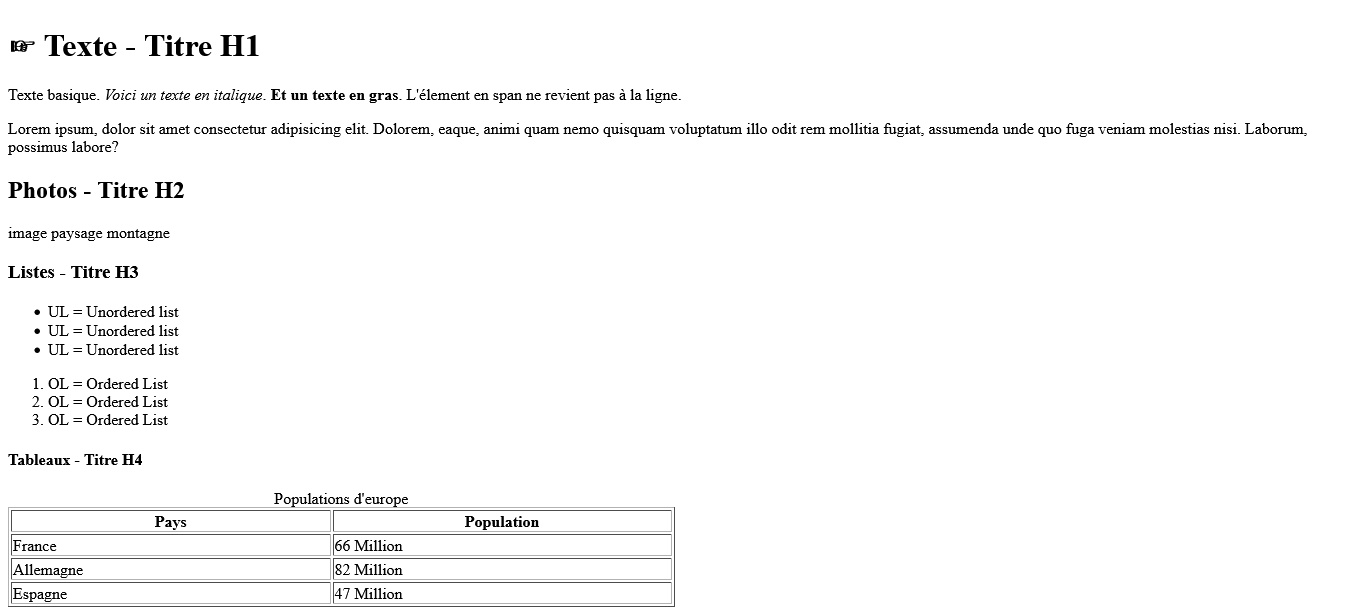 ☞ Texte - Titre H1
Texte basique. Voici un texte en italique. Et un texte en gras. L'élement en span ne revient pas à la ligne.
Lorem ipsum, dolor sit amet consectetur adipisicing elit. Dolorem, eaque, animi quam nemo quisquam voluptatum illo odit rem mollitia fugiat, assumenda unde quo fuga veniam molestias nisi. Laborum,
possimus labore?
Photos - Titre H2
image paysage montagne
Listes - Titre H3
• UL = Unordered list
• UL = Unordered list
• UL = Unordered list
1. OL = Ordered List
2. OL = Ordered List
3. OL = Ordered List
Tableaux - Titre H4
Populations d'europe
Pays Population
France 66 Million
Allemagne 82 Million
Espagne 47 Million